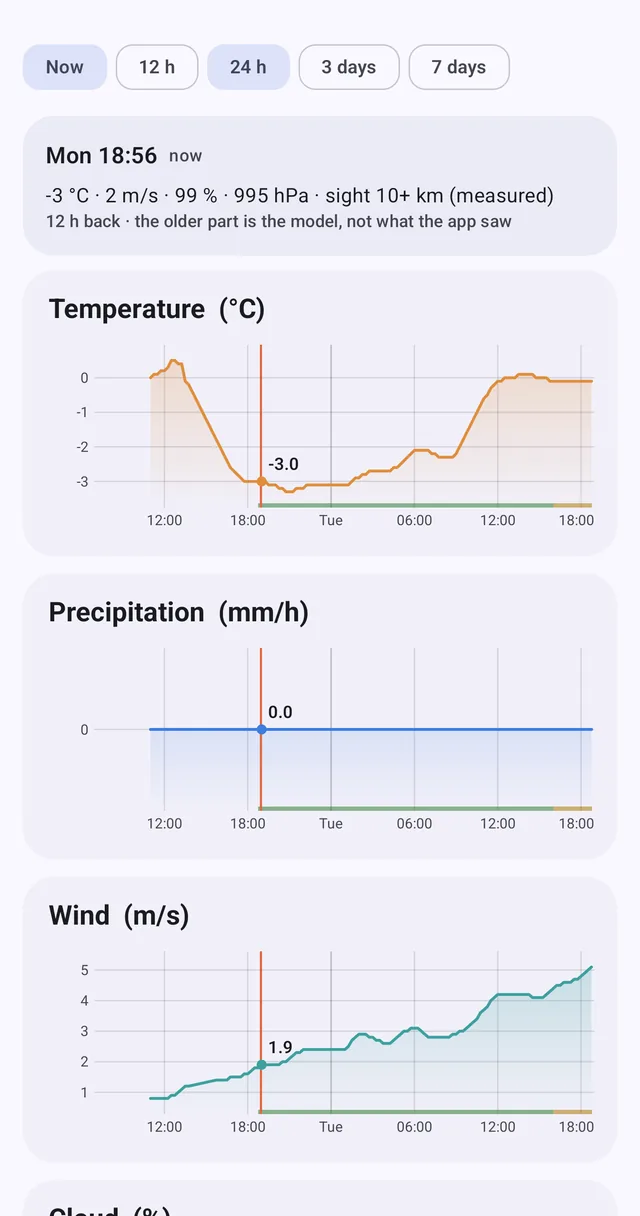 Now 12 h 24 h 3 days 7 days
Mon 18:56 now
-3 °C · 2 m/s · 99 % · 995 hPa · sight 10+ km (measured)
12 h back · the older part is the model, not what the app saw
Temperature (°C)
0
-1
-2
-3
-3.0
12:00 18:00 Tue 06:00 12:00 18:00
Precipitation (mm/h)
0.0
0
12:00 18:00 Tue 06:00 12:00 18:00
Wind (m/s)
5
4
3
2
1.9
1
12:00 18:00 Tue 06:00 12:00 18:00
Cloud (%)